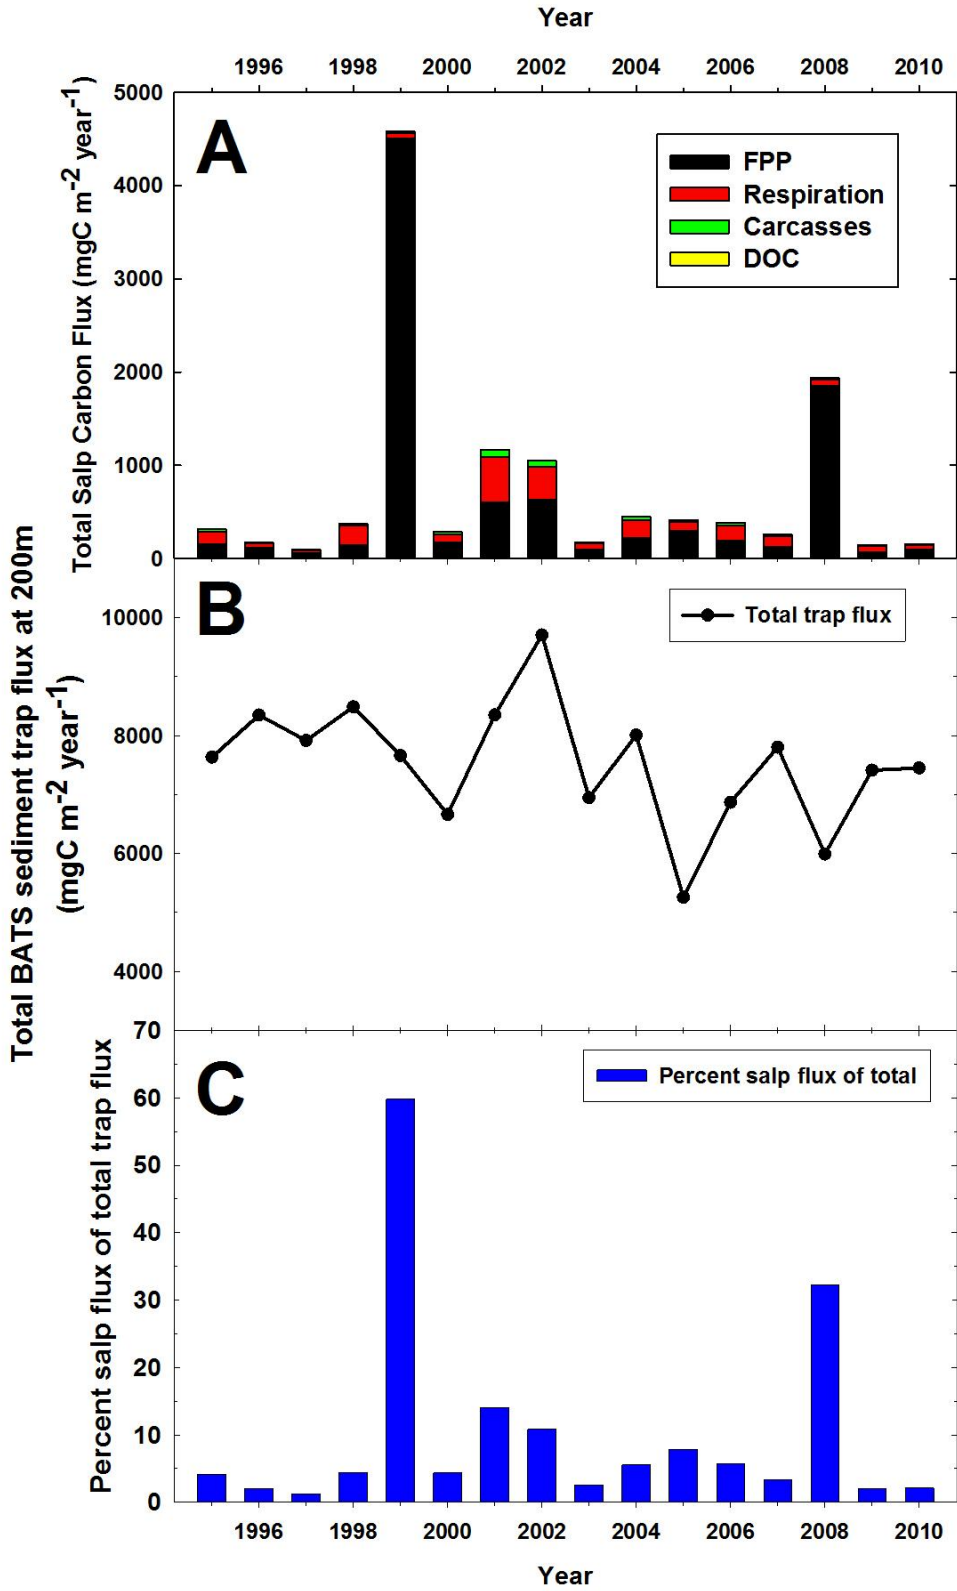 Year
1996 1998 2000 2002 2004 2006 2008 2010
Total Salp Carbon Flux (mgC m⁻² year⁻¹)
5000
4000
3000
2000
1000
0
A
FPP
Respiration
Carcasses
DOC
Total BATS sediment trap flux at 200m
(mgC m⁻² year⁻¹)
10000
8000
6000
4000
B
Total trap flux
Percent salp flux of total trap flux
70
60
50
40
30
20
10
0
C
Percent salp flux of total
1996 1998 2000 2002 2004 2006 2008 2010
Year